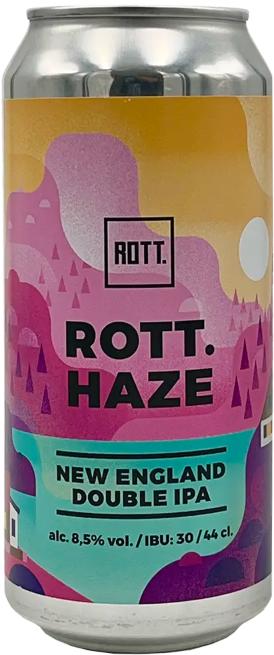 ROTT.
ROTT.
HAZE
NEW ENGLAND
DOUBLE IPA
alc. 8,5% vol. / IBU: 30 / 44 cl.